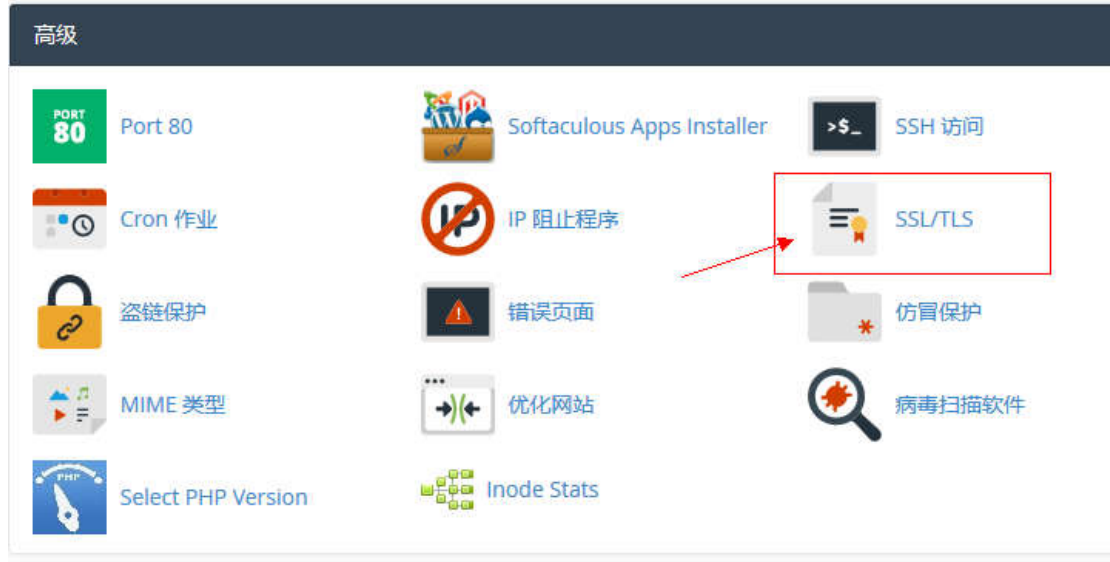 高级
PORT 80
Port 80
Softaculous Apps Installer
>$_
SSH 访问
Cron 作业
IP
IP 阻止程序
SSL/TLS
盗链保护
错误页面
仿冒保护
MIME 类型
优化网站
病毒扫描软件
PHP
Select PHP Version
Inode Stats